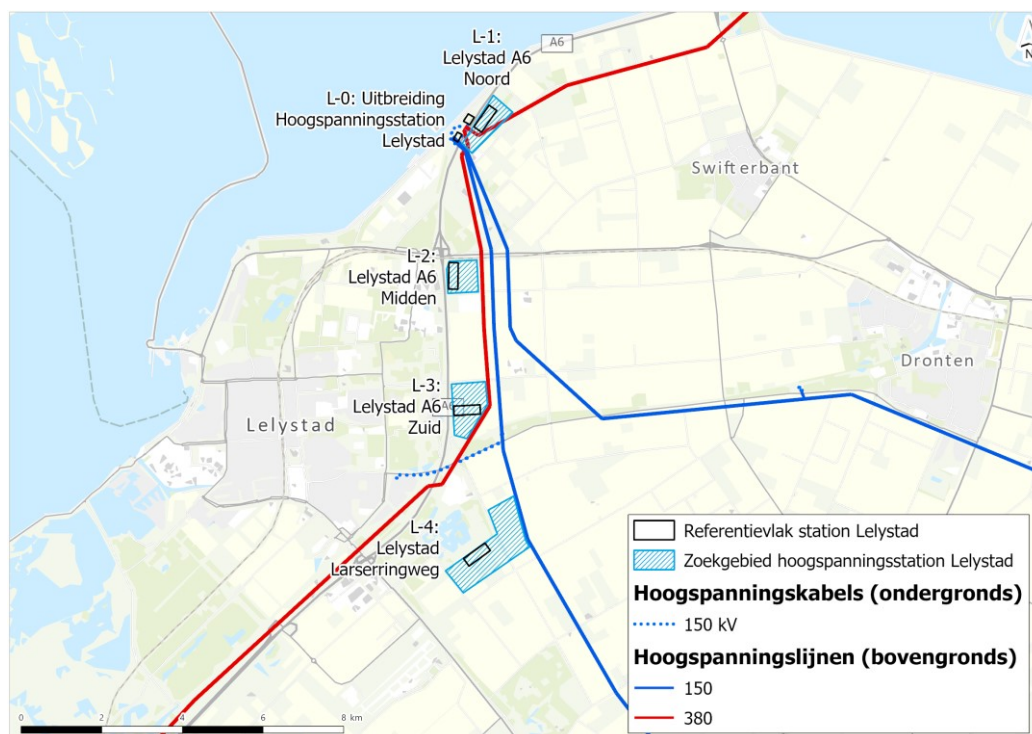 L-1:
Lelystad A6
Noord
A6
N
L-0: Uitbreiding
Hoogspanningsstation
Lelystad
Swifterbant
L-2:
Lelystad A6
Midden
Dronten
L-3:
Lelystad A6
Zuid
A6
Lelystad
L-4:
Lelystad
Larserringweg
Referentievlak station Lelystad
Zoekgebied hoogspanningsstation Lelystad
Hoogspanningskabels (ondergronds)
150 kV
Hoogspanningslijnen (bovengronds)
150
380
0 2 4 6 8 km